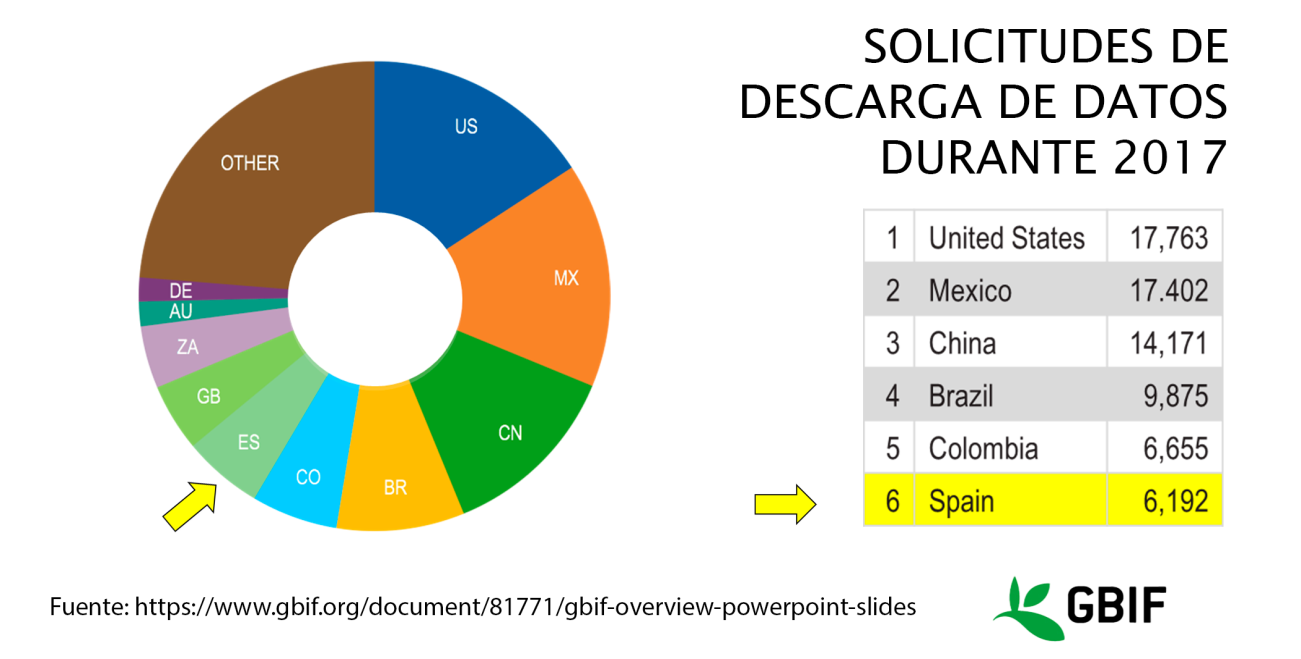 SOLICITUDES DE
DESCARGA DE DATOS
DURANTE 2017
US
OTHER
MX
DE
AU
ZA
GB
ES
CO
BR
CN
1 United States 17,763
2 Mexico 17.402
3 China 14,171
4 Brazil 9,875
5 Colombia 6,655
6 Spain 6,192
Fuente: https://www.gbif.org/document/81771/gbif-overview-powerpoint-slides
GBIF